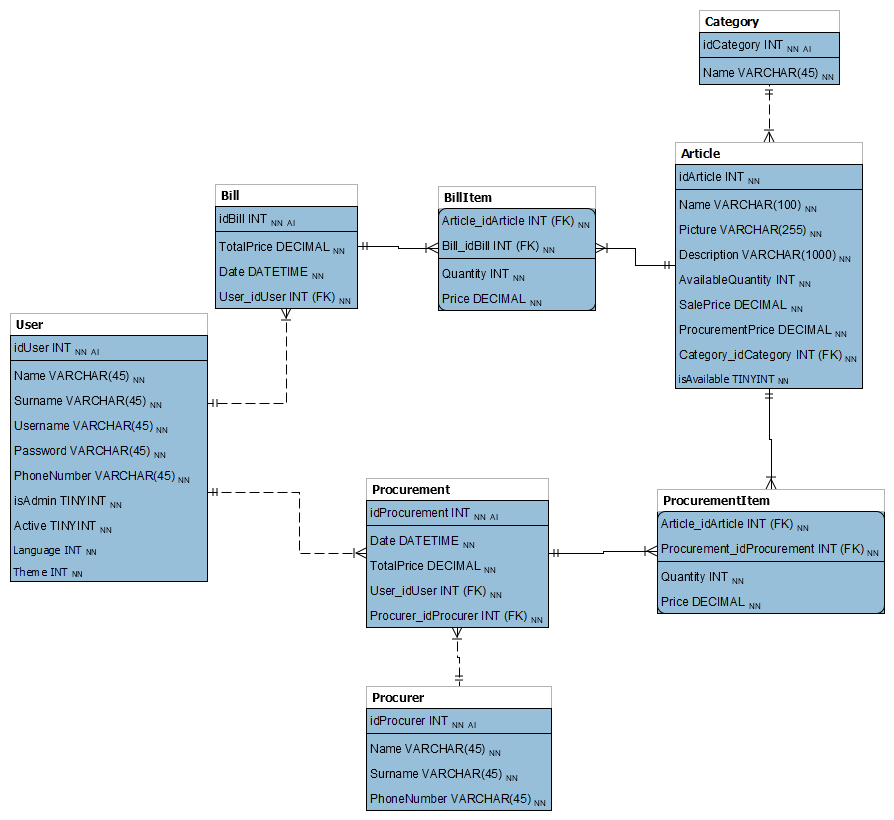 Category
idCategory INT NN AI
Name VARCHAR(45) NN
Article
idArticle INT NN
Name VARCHAR(100) NN
Picture VARCHAR(255) NN
Description VARCHAR(1000) NN
AvailableQuantity INT NN
SalePrice DECIMAL NN
ProcurementPrice DECIMAL NN
Category_idCategory INT (FK) NN
isAvailable TINYINT NN
Bill
idBill INT NN AI
TotalPrice DECIMAL NN
Date DATETIME NN
User_idUser INT (FK) NN
BillItem
Article_idArticle INT (FK) NN
Bill_idBill INT (FK) NN
Quantity INT NN
Price DECIMAL NN
User
idUser INT NN AI
Name VARCHAR(45) NN
Surname VARCHAR(45) NN
Username VARCHAR(45) NN
Password VARCHAR(45) NN
PhoneNumber VARCHAR(45) NN
isAdmin TINYINT NN
Active TINYINT NN
Language INT NN
Theme INT NN
Procurement
idProcurement INT NN AI
Date DATETIME NN
TotalPrice DECIMAL NN
User_idUser INT (FK) NN
Procurer_idProcurer INT (FK) NN
ProcurementItem
Article_idArticle INT (FK) NN
Procurement_idProcurement INT (FK) NN
Quantity INT NN
Price DECIMAL NN
Procurer
idProcurer INT NN AI
Name VARCHAR(45) NN
Surname VARCHAR(45) NN
PhoneNumber VARCHAR(45) NN